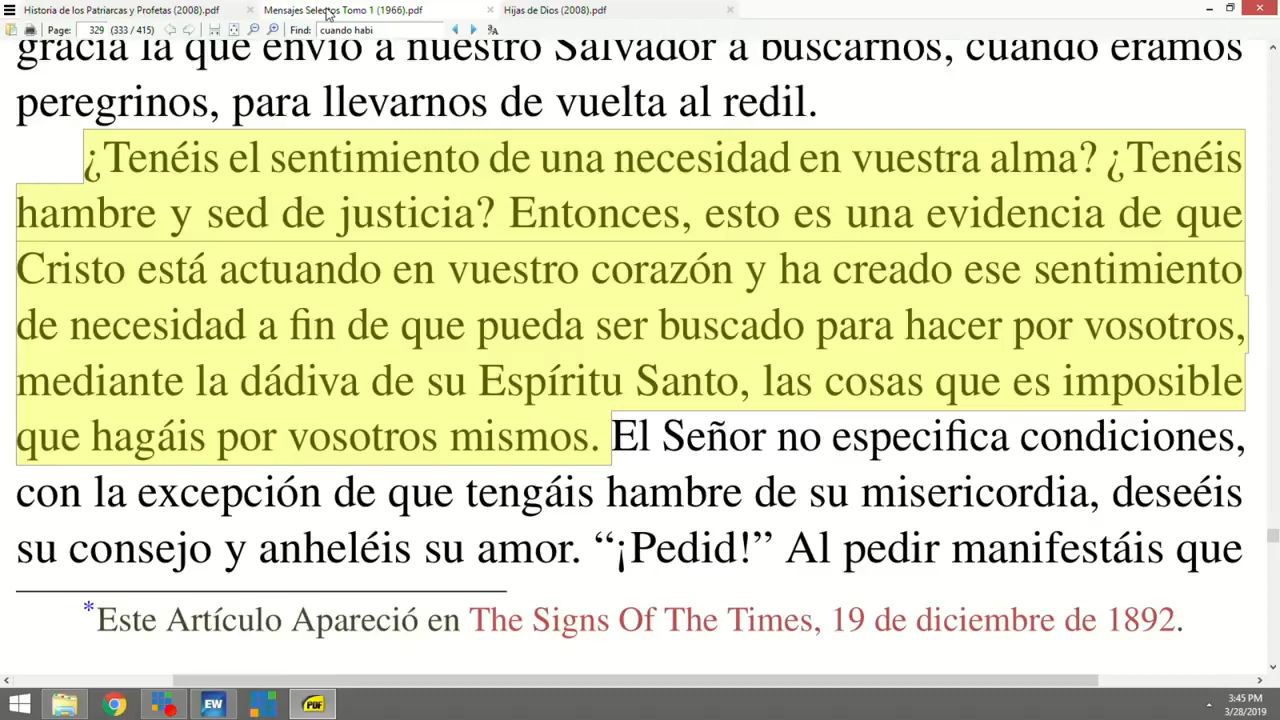 Historia de los Patriarcas y Profetas (2008).pdf
Mensajes Selectos Tomo 1 (1966).pdf
Hijas de Dios (2008).pdf
Page: 329 (333 / 415) Find: cuando habi
gracia la que envió a nuestro Salvador a buscarnos, cuando éramos
peregrinos, para llevarnos de vuelta al redil.
¿Tenéis el sentimiento de una necesidad en vuestra alma? ¿Tenéis
hambre y sed de justicia? Entonces, esto es una evidencia de que
Cristo está actuando en vuestro corazón y ha creado ese sentimiento
de necesidad a fin de que pueda ser buscado para hacer por vosotros,
mediante la dádiva de su Espíritu Santo, las cosas que es imposible
que hagáis por vosotros mismos. El Señor no especifica condiciones,
con la excepción de que tengáis hambre de su misericordia, deseéis
su consejo y anheléis su amor. “¡Pedid!” Al pedir manifestáis que
*Este Artículo Apareció en The Signs Of The Times, 19 de diciembre de 1892.
EW
PDF
3:45 PM
3/28/2019